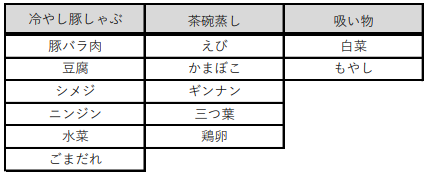 冷やし豚しゃぶ 茶碗蒸し 吸い物
豚バラ肉 えび 白菜
豆腐 かまぼこ もやし
シメジ ギンナン
ニンジン 三つ葉
水菜 鶏卵
ごまだれ